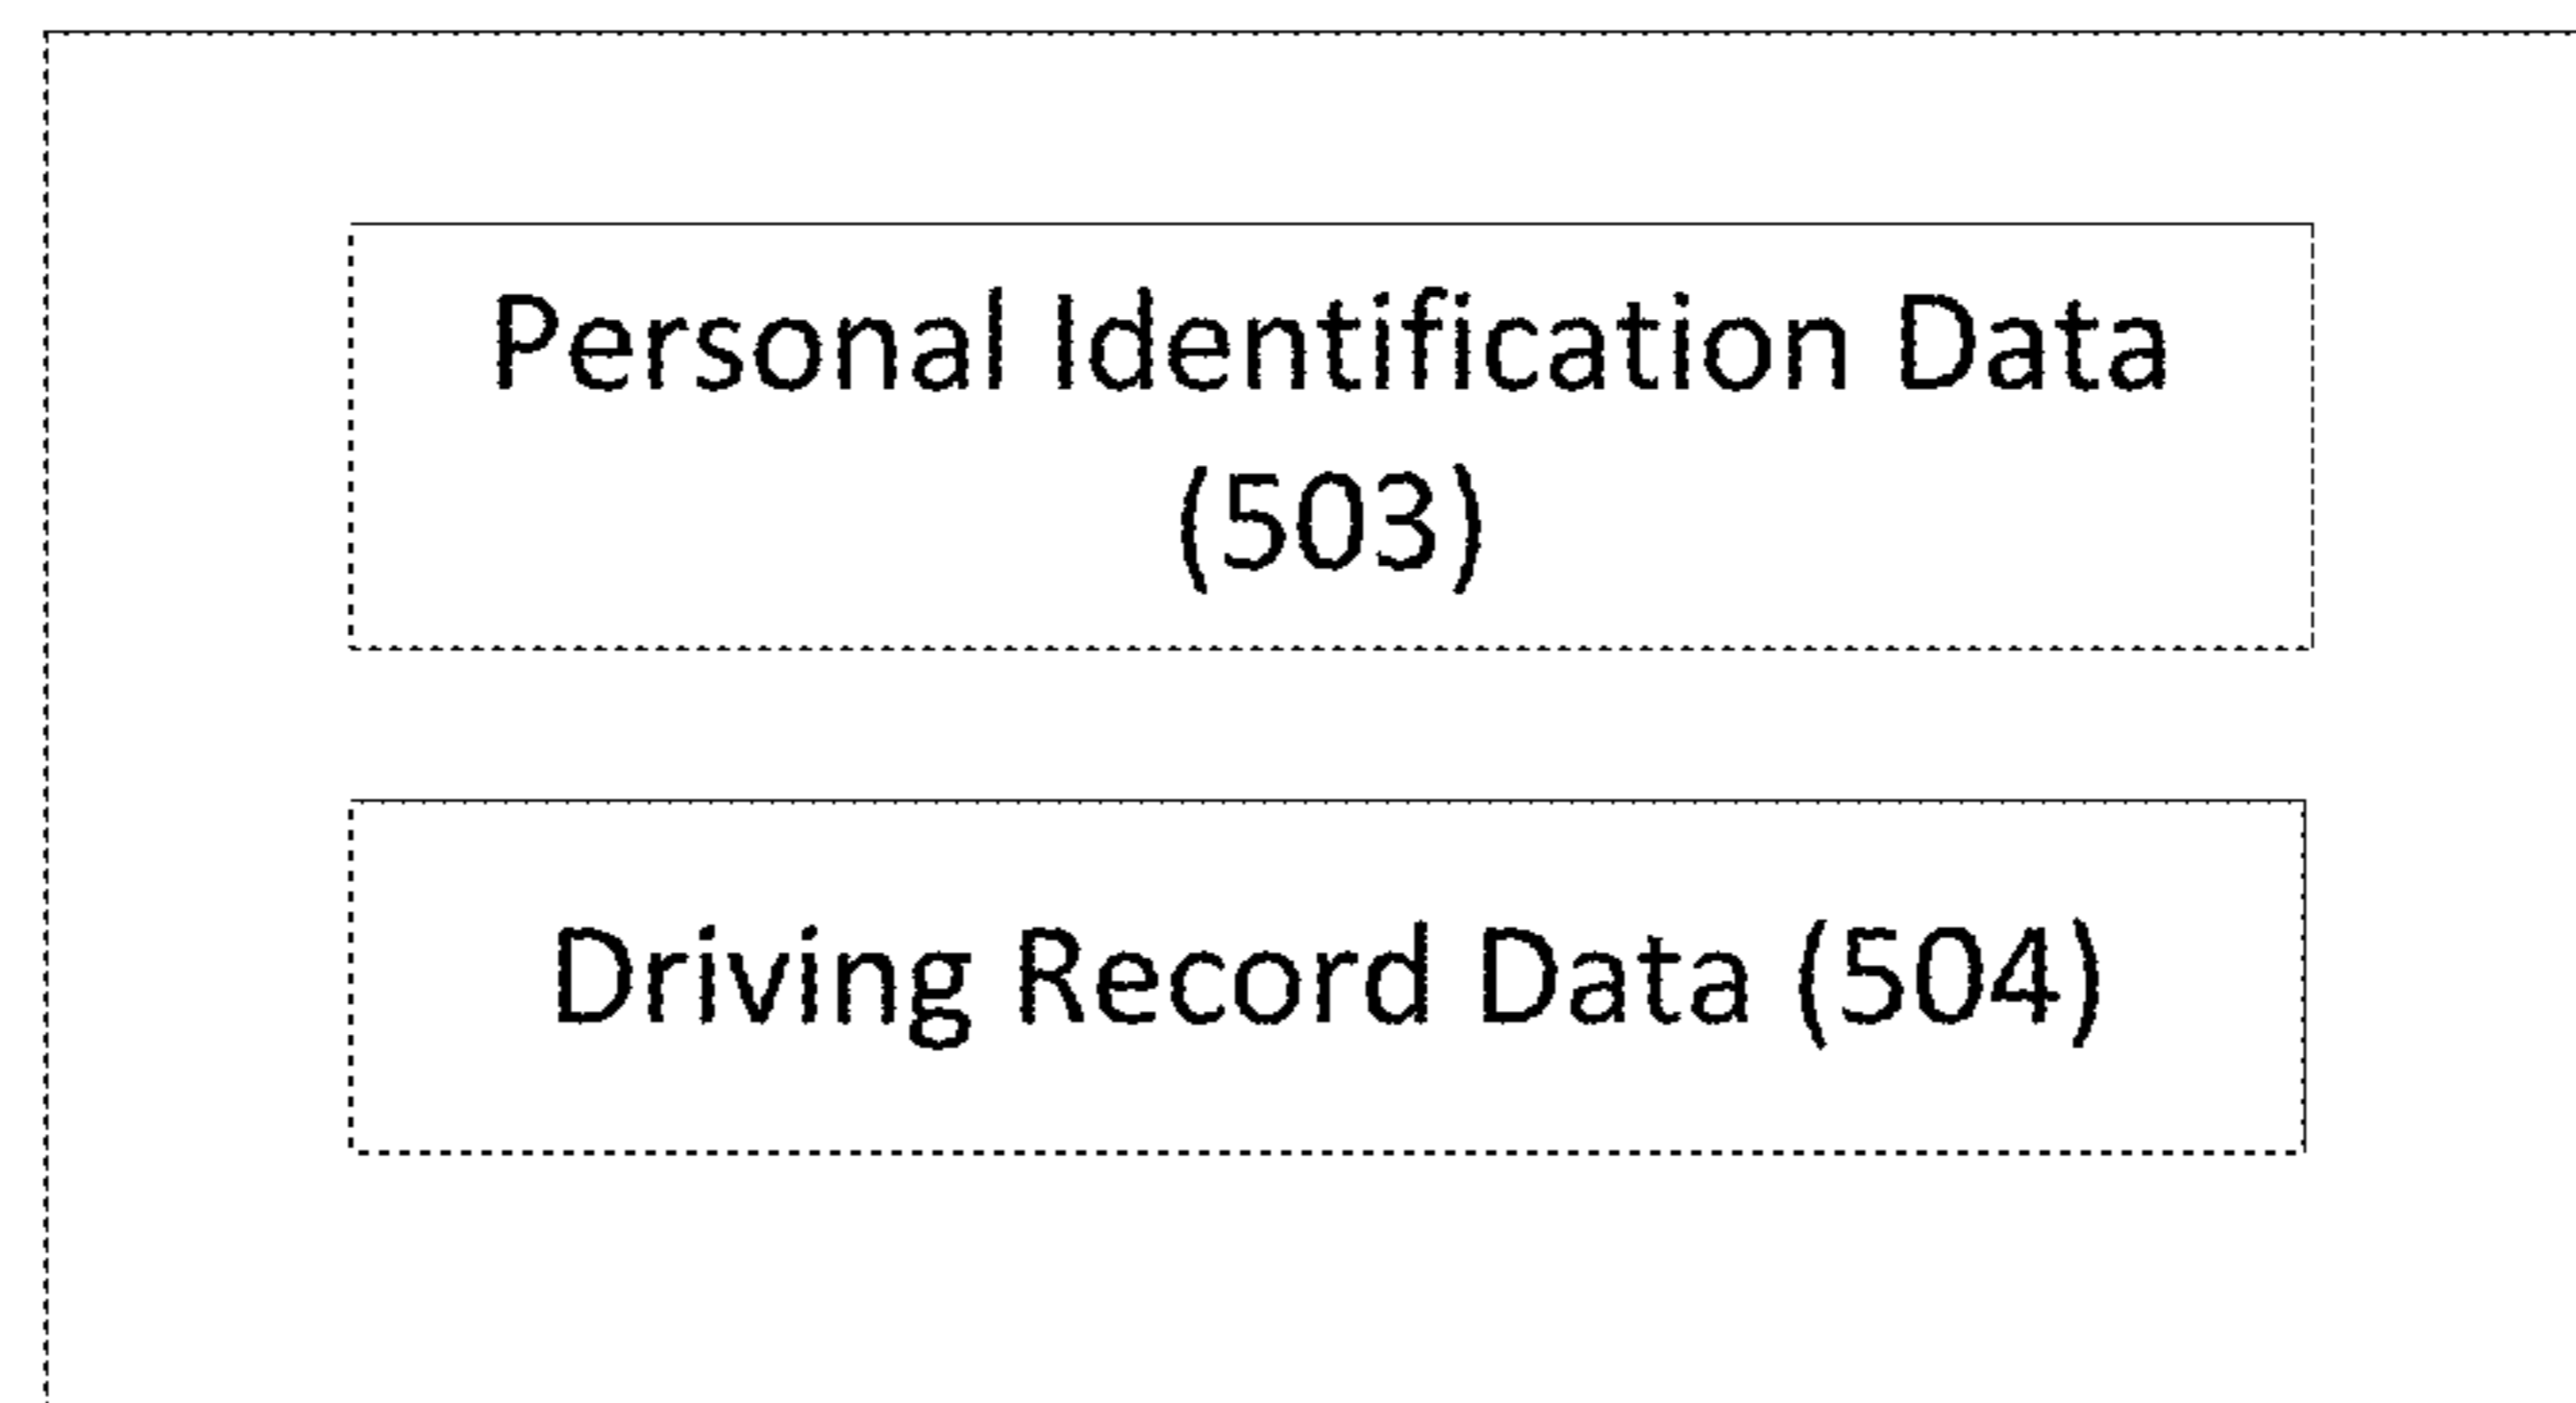 Personal Identification Data
(503)
Driving Record Data (504)